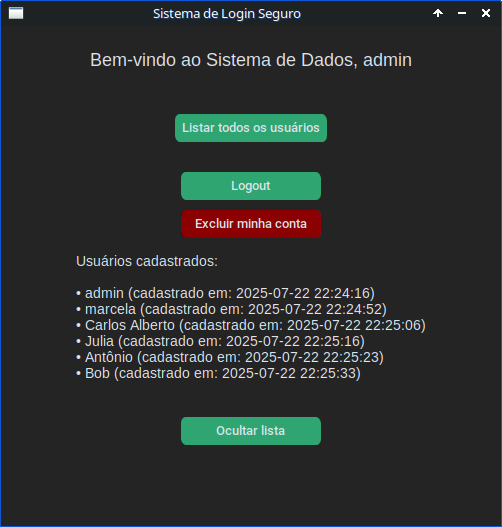 Sistema de Login Seguro
Bem-vindo ao Sistema de Dados, admin
Listar todos os usuários
Logout
Excluir minha conta
Usuários cadastrados:
• admin (cadastrado em: 2025-07-22 22:24:16)
• marcela (cadastrado em: 2025-07-22 22:24:52)
• Carlos Alberto (cadastrado em: 2025-07-22 22:25:06)
• Julia (cadastrado em: 2025-07-22 22:25:16)
• Antônio (cadastrado em: 2025-07-22 22:25:23)
• Bob (cadastrado em: 2025-07-22 22:25:33)
Ocultar lista